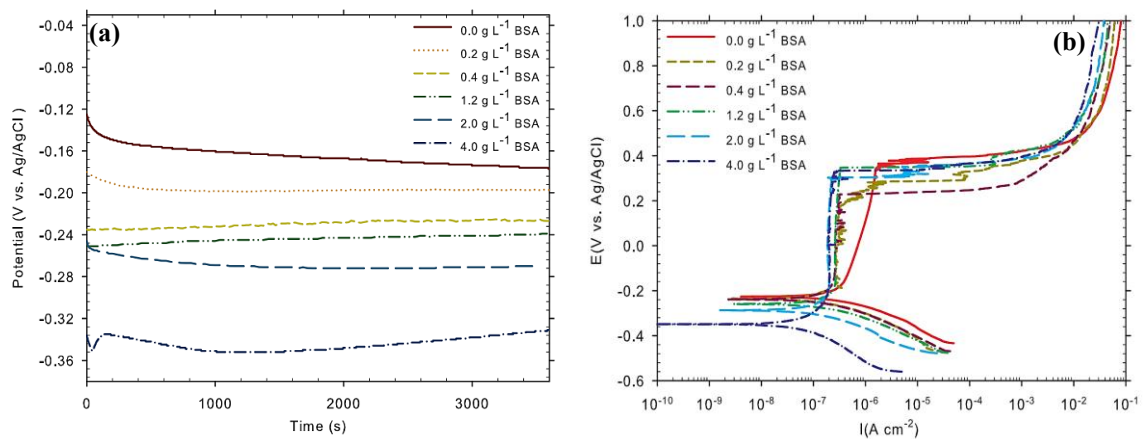 (a)
0.0 g L-1 BSA
0.2 g L-1 BSA
0.4 g L-1 BSA
1.2 g L-1 BSA
2.0 g L-1 BSA
4.0 g L-1 BSA
-0.04
-0.08
-0.12
-0.16
-0.20
-0.24
-0.28
-0.32
-0.36
Potential (V vs. Ag/AgCl)
0
1000
2000
3000
Time (s)
(b)
0.0 g L-1 BSA
0.2 g L-1 BSA
0.4 g L-1 BSA
1.2 g L-1 BSA
2.0 g L-1 BSA
4.0 g L-1 BSA
1.0
0.8
0.6
0.4
0.2
0.0
-0.2
-0.4
-0.6
E(V vs. Ag/AgCl)
10-10
10-9
10-8
10-7
10-6
10-5
10-4
10-3
10-2
10-1
I(A cm-2)